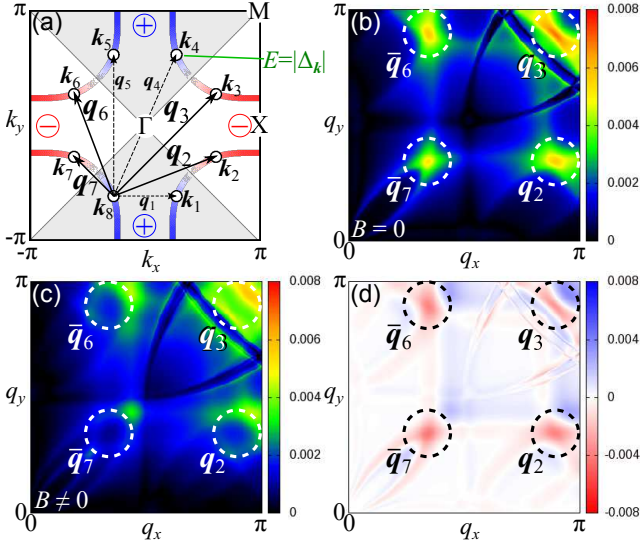 (a)
M
k5
k4
E=|Δk|
k6
q5
q4
k3
q6
q3
ky
Γ
X
q2
k7
q7
k2
k8
q1
k1
-π
π
-π
kx
π
(b)
π
0.008
q̄6
q3
0.006
qy
0.004
q̄7
q2
0.002
B = 0
0
0
qx
π
0
(c)
π
0.008
q̄6
q3
0.006
qy
0.004
q̄7
q2
0.002
B ≠ 0
0
0
qx
π
0
(d)
π
0.008
q̄6
q3
0.004
qy
0
q̄7
q2
-0.004
0
0
qx
π
-0.008